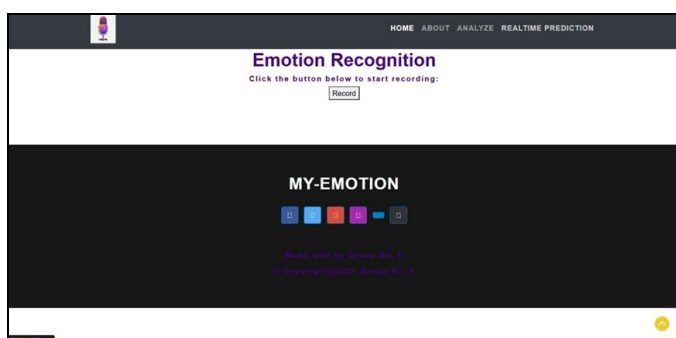 HOME ABOUT ANALYZE REALTIME PREDICTION
Emotion Recognition
Click the button below to start recording:
Record
MY-EMOTION
Made with by Group No. 4
© Copyright@2021 Group No. 4